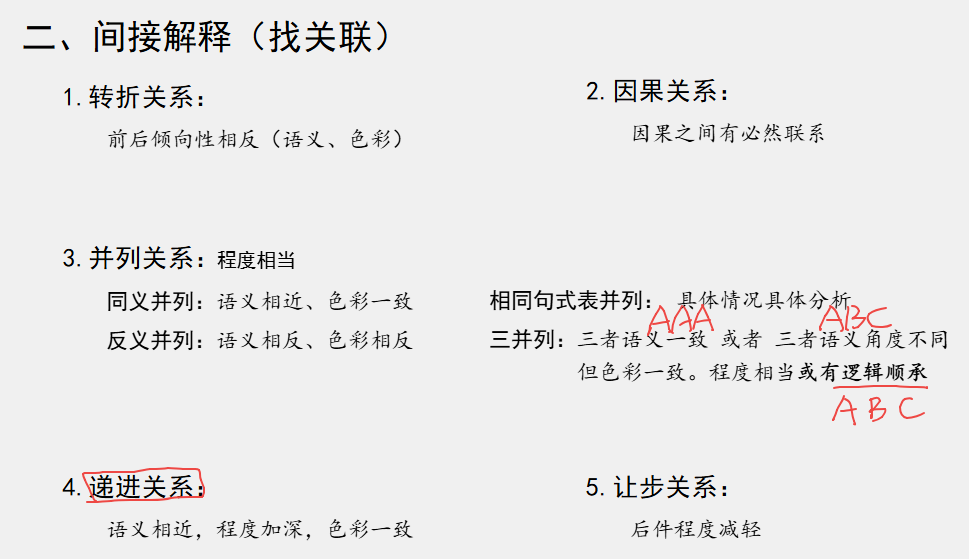 二、间接解释（找关联）
1.转折关系：
前后倾向性相反（语义、色彩）
2.因果关系：
因果之间有必然联系
3.并列关系：程度相当
同义并列：语义相近、色彩一致
反义并列：语义相反、色彩相反
相同句式表并列： 具体情况具体分析
AAA ABC
三并列：三者语义一致 或者 三者语义角度不同
但色彩一致。程度相当或有逻辑顺承
ABC
4.递进关系：
语义相近，程度加深，色彩一致
5.让步关系：
后件程度减轻